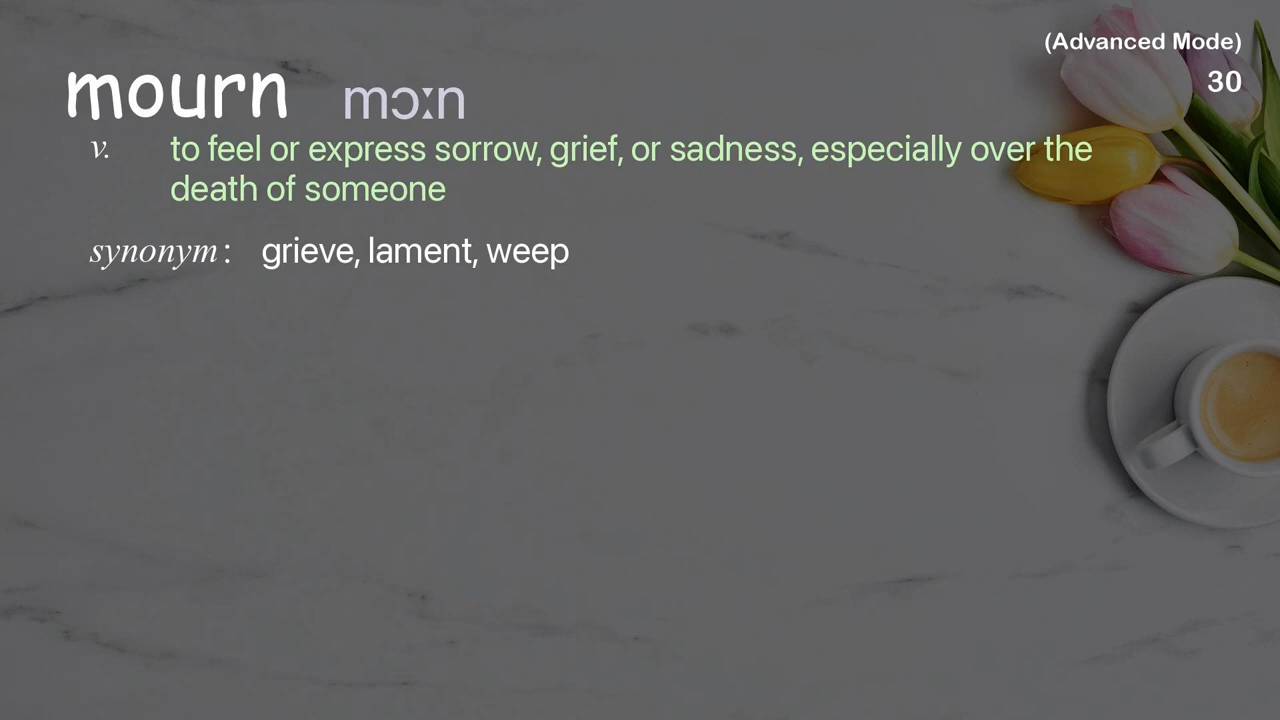 (Advanced Mode)
30
mourn mɔːn
v. to feel or express sorrow, grief, or sadness, especially over the
death of someone
synonym : grieve, lament, weep